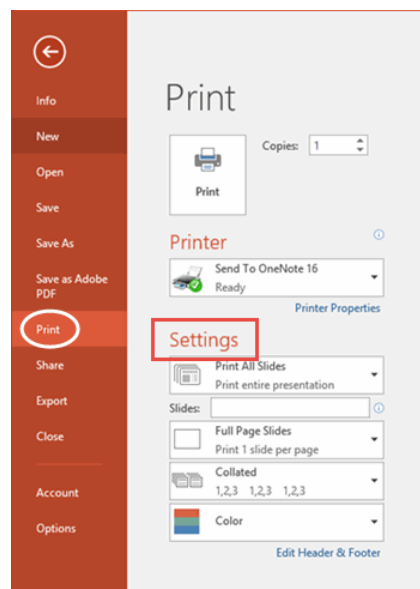 Info
New
Open
Save
Save As
Save as Adobe
PDF
Print
Share
Export
Close
Account
Options
Print
Copies: 1
Print
Printer
Send To OneNote 16
Ready
Printer Properties
Settings
Print All Slides
Print entire presentation
Slides:
Full Page Slides
Print 1 slide per page
Collated
1,2,3 1,2,3 1,2,3
Color
Edit Header & Footer